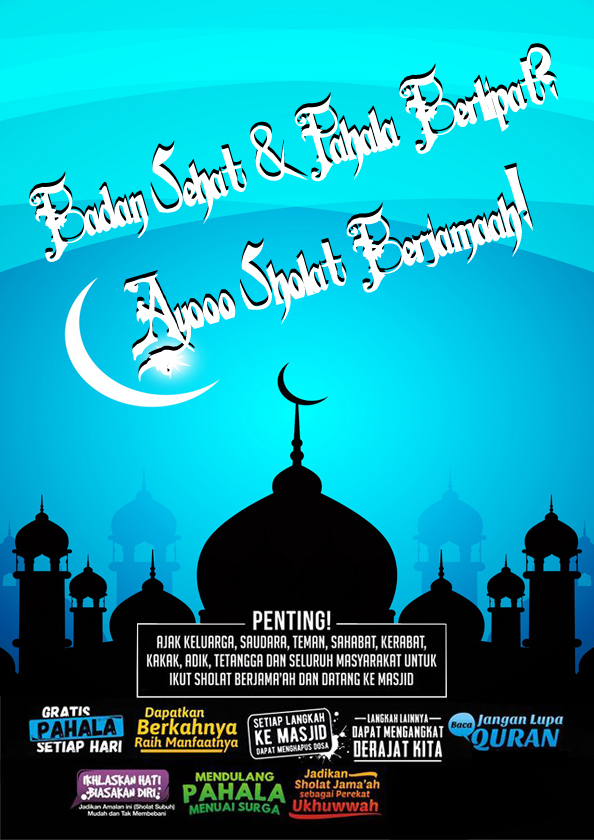 Badan Sehat & Pahala Berlipat?
Ayooo Sholat Berjamaah!
PENTING!
AJAK KELUARGA, SAUDARA, TEMAN, SAHABAT, KERABAT,
KAKAK, ADIK, TETANGGA DAN SELURUH MASYARAKAT UNTUK
IKUT SHOLAT BERJAMA'AH DAN DATANG KE MASJID
GRATIS
PAHALA
SETIAP HARI
Dapatkan
Berkahnya
Raih Manfaatnya
SETIAP LANGKAH
KE MASJID
DAPAT MENGHAPUS DOSA
LANGKAH LAINNYA
DAPAT MENGANGKAT
DERAJAT KITA
Jangan Lupa
Baca QURAN
IKHLASKAN HATI
BIASAKAN DIRI
Jadikan Amalan ini (Sholat Subuh)
Mudah dan Tak Membebani
MENDULANG
PAHALA
MENUAI SURGA
Jadikan
Sholat Jama'ah
sebagai Perekat
Ukhuwwah